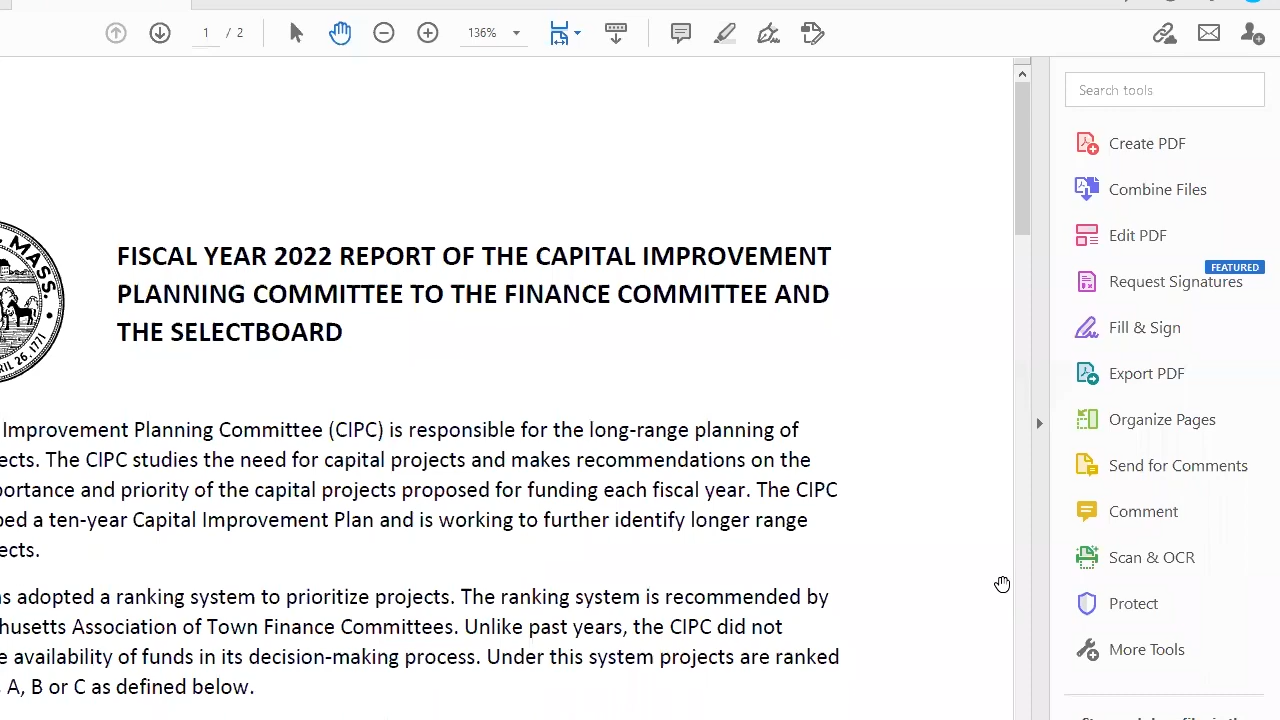 1 / 2
136%
Search tools
Create PDF
Combine Files
Edit PDF
FEATURED
Request Signatures
Fill & Sign
Export PDF
Organize Pages
Send for Comments
Comment
Scan & OCR
Protect
More Tools
MASS.
RIL 26, 1771
FISCAL YEAR 2022 REPORT OF THE CAPITAL IMPROVEMENT
PLANNING COMMITTEE TO THE FINANCE COMMITTEE AND
THE SELECTBOARD
Improvement Planning Committee (CIPC) is responsible for the long-range planning of
ects. The CIPC studies the need for capital projects and makes recommendations on the
portance and priority of the capital projects proposed for funding each fiscal year. The CIPC
ped a ten-year Capital Improvement Plan and is working to further identify longer range
ects.
as adopted a ranking system to prioritize projects. The ranking system is recommended by
husetts Association of Town Finance Committees. Unlike past years, the CIPC did not
e availability of funds in its decision-making process. Under this system projects are ranked
A, B or C as defined below.